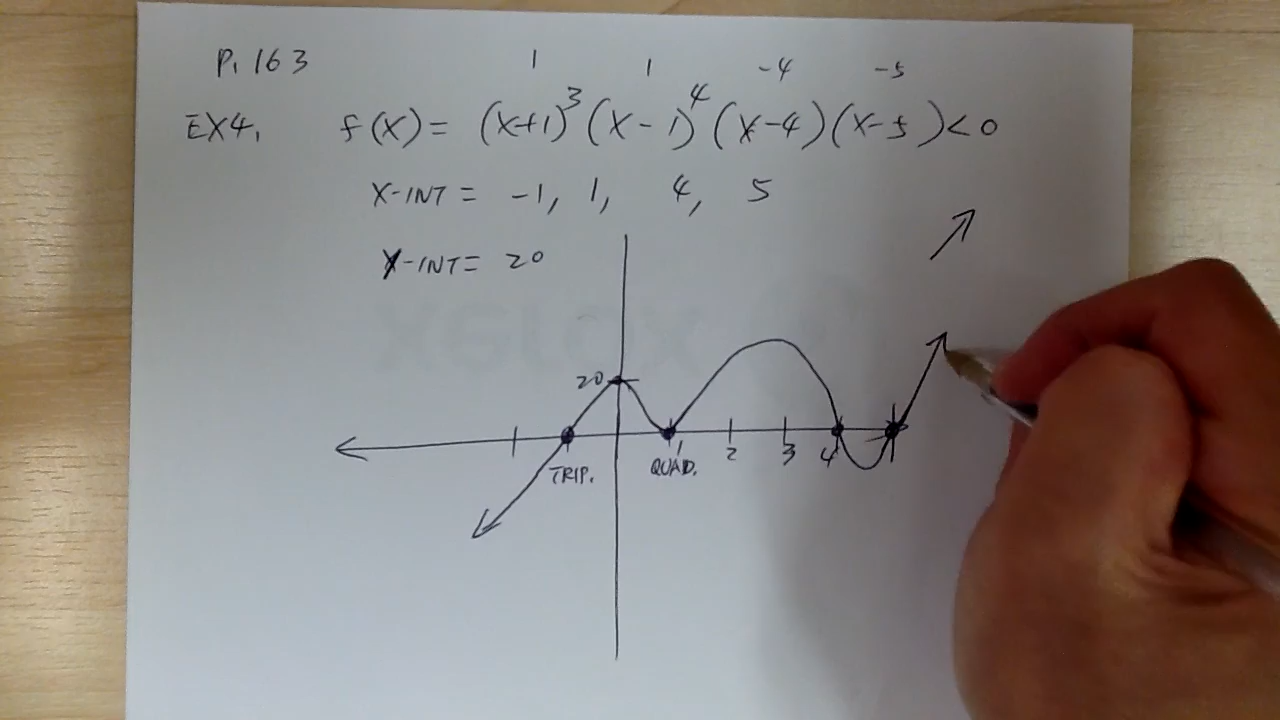 P. 163
1 1 -4 -5
EX4. f(x) = (x+1)³(x-1)⁴(x-4)(x-5)<0
X-INT = -1, 1, 4, 5
Y-INT = 20
20
1 2 3 4
TRIP. QUAD.